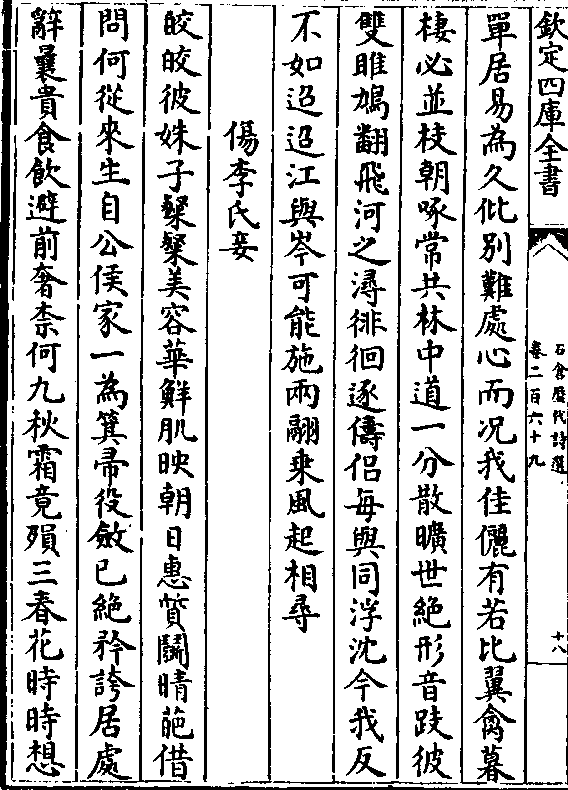 欽定四庫全書
石倉歷代詩選
卷二百六十九
十八
單居易為久仳別難處心而况我佳儷有若比翼禽暮
棲必並枝朝啄常共林中道一分散曠世絶形音跂彼
雙雎鳩翻飛河之潯徘徊逐儔侣每與同浮沈今我反
不如迢迢江與岑可能施兩翮乗風起相尋
傷李氏妾
皎皎彼姝子粲粲美容華鮮肌映朝日惠質鬭晴葩借
問何從來生自公侯家一為箕帚役斂已絶矜誇居處
辭曩貴食飲避前奢柰何九秋霜竟殞三春花時時想